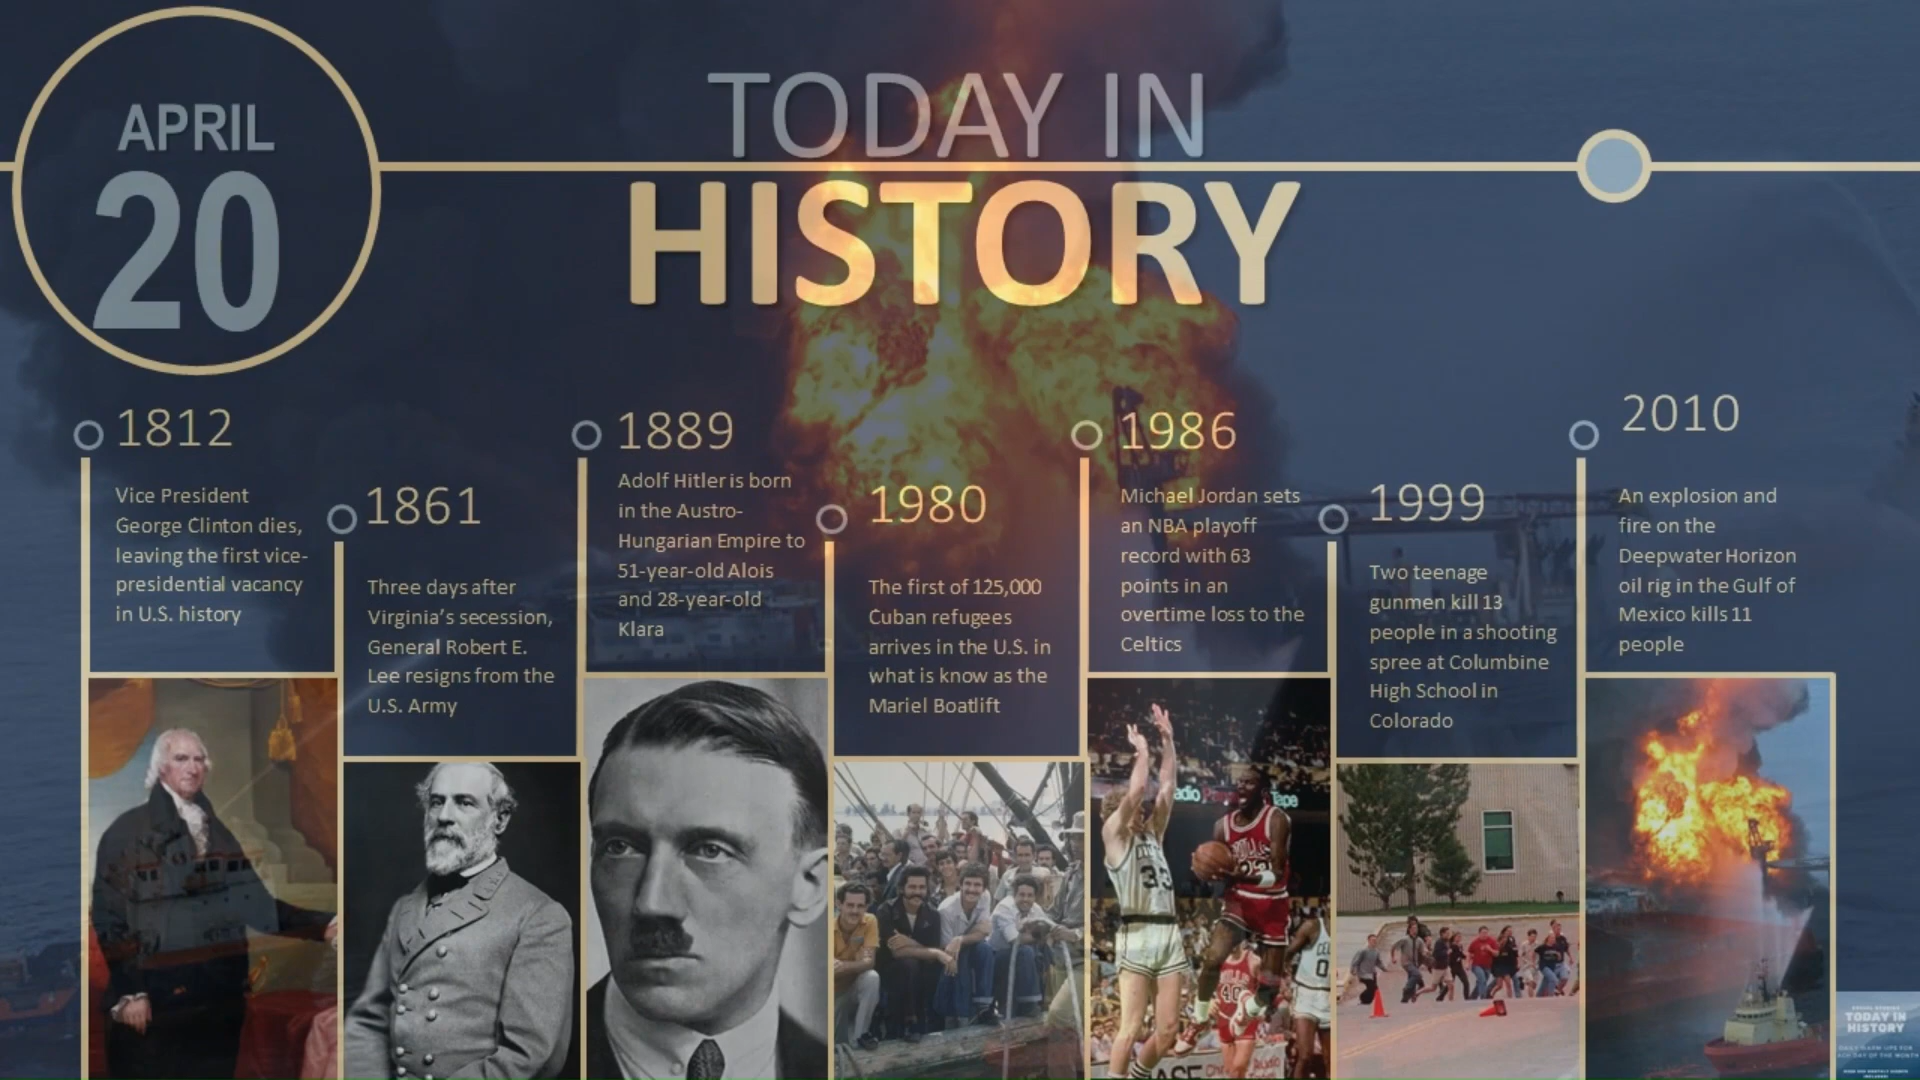 APRIL
20
TODAY IN
HISTORY
1812
Vice President
George Clinton dies,
leaving the first vice-
presidential vacancy
in U.S. history
1861
Three days after
Virginia's secession,
General Robert E.
Lee resigns from the
U.S. Army
1889
Adolf Hitler is born
in the Austro-
Hungarian Empire to
51-year-old Alois
and 28-year-old
Klara
1980
The first of 125,000
Cuban refugees
arrives in the U.S. in
what is know as the
Mariel Boatlift
1986
Michael Jordan sets
an NBA playoff
record with 63
points in an
overtime loss to the
Celtics
1999
Two teenage
gunmen kill 13
people in a shooting
spree at Columbine
High School in
Colorado
2010
An explosion and
fire on the
Deepwater Horizon
oil rig in the Gulf of
Mexico kills 11
people
adio
Tape
33
40
TODAY IN
HISTORY